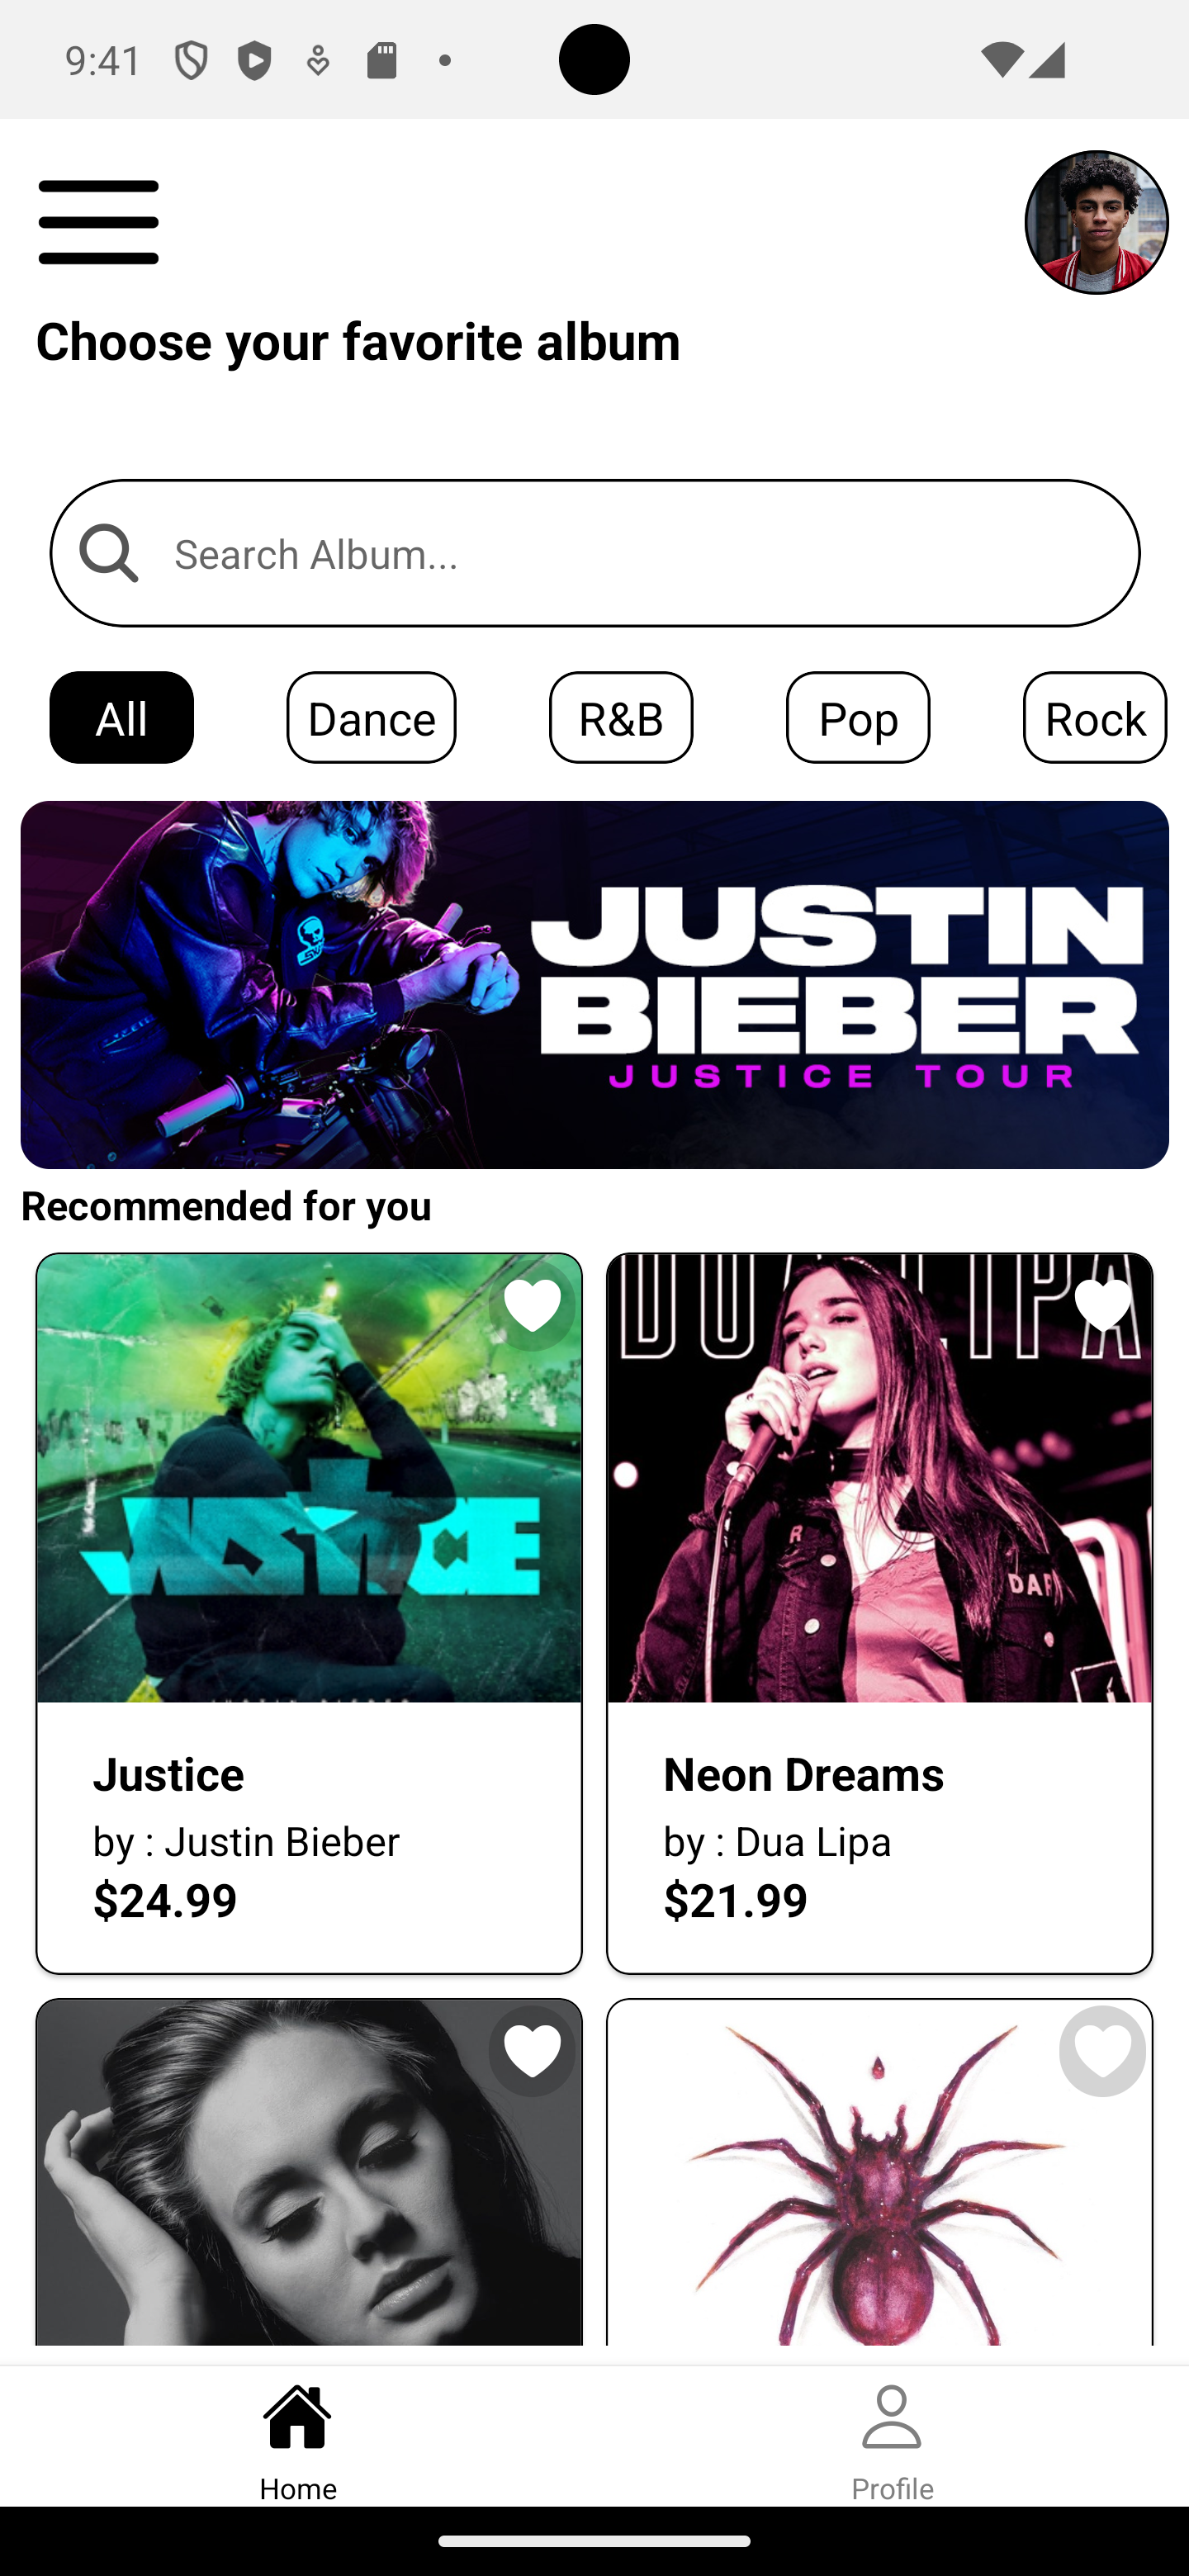 9:41
Choose your favorite album
Search Album...
All Dance R&B Pop Rock
JUSTIN
BIEBER
JUSTICE TOUR
Recommended for you
DUA LIPA
JUSTICE
Justice
by : Justin Bieber
$24.99
Neon Dreams
by : Dua Lipa
$21.99
Home
Profile